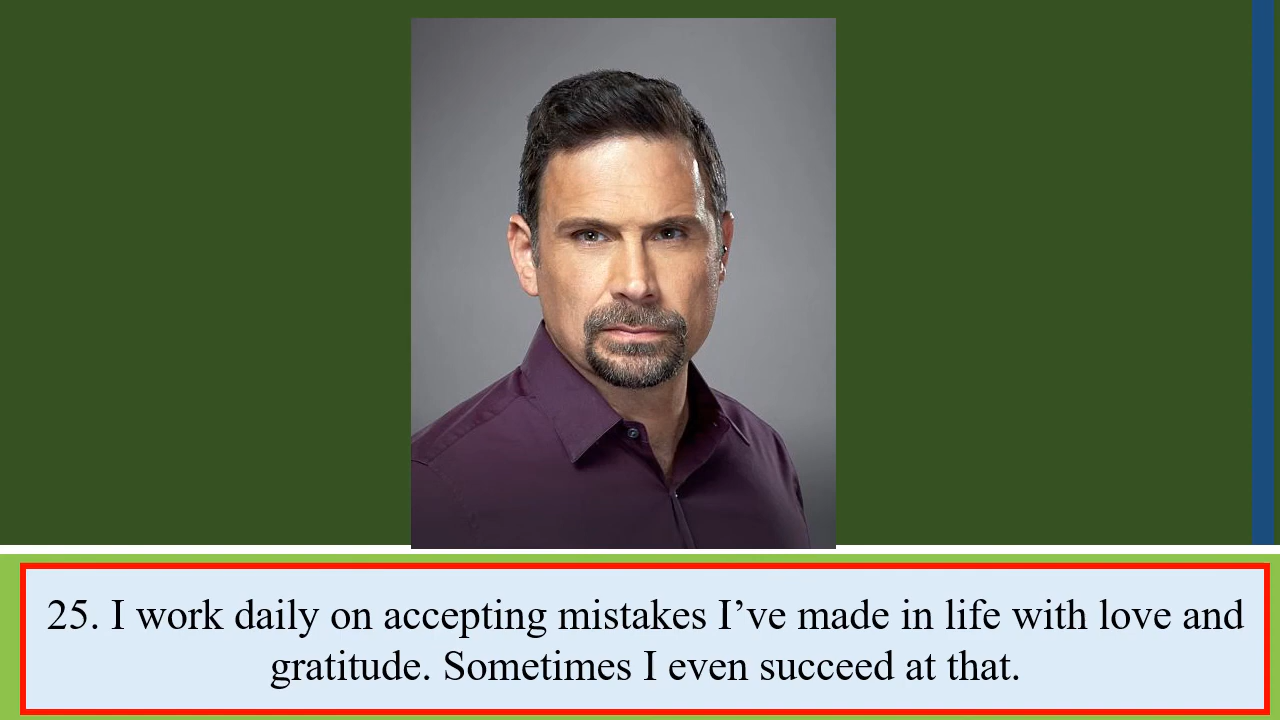 25. I work daily on accepting mistakes I’ve made in life with love and
gratitude. Sometimes I even succeed at that.